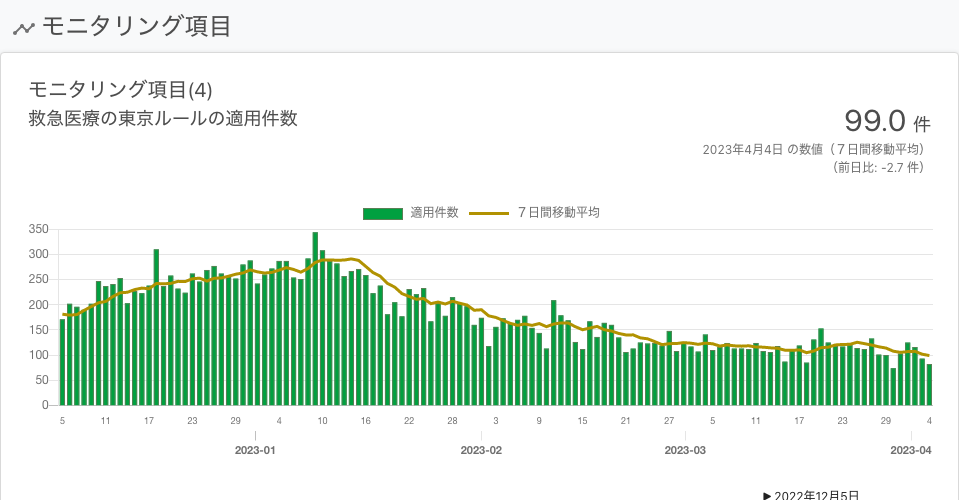 モニタリング項目
モニタリング項目(4)
救急医療の東京ルールの適用件数
99.0 件
2023年4月4日 の数値（７日間移動平均）
（前日比: -2.7 件）
適用件数 ７日間移動平均
350
300
250
200
150
100
50
0
5 11 17 23 29 4 10 16 22 28 3 9 15 21 27 5 11 17 23 29 4
2023-01 2023-02 2023-03 2023-04
▶ 2022年12月5日